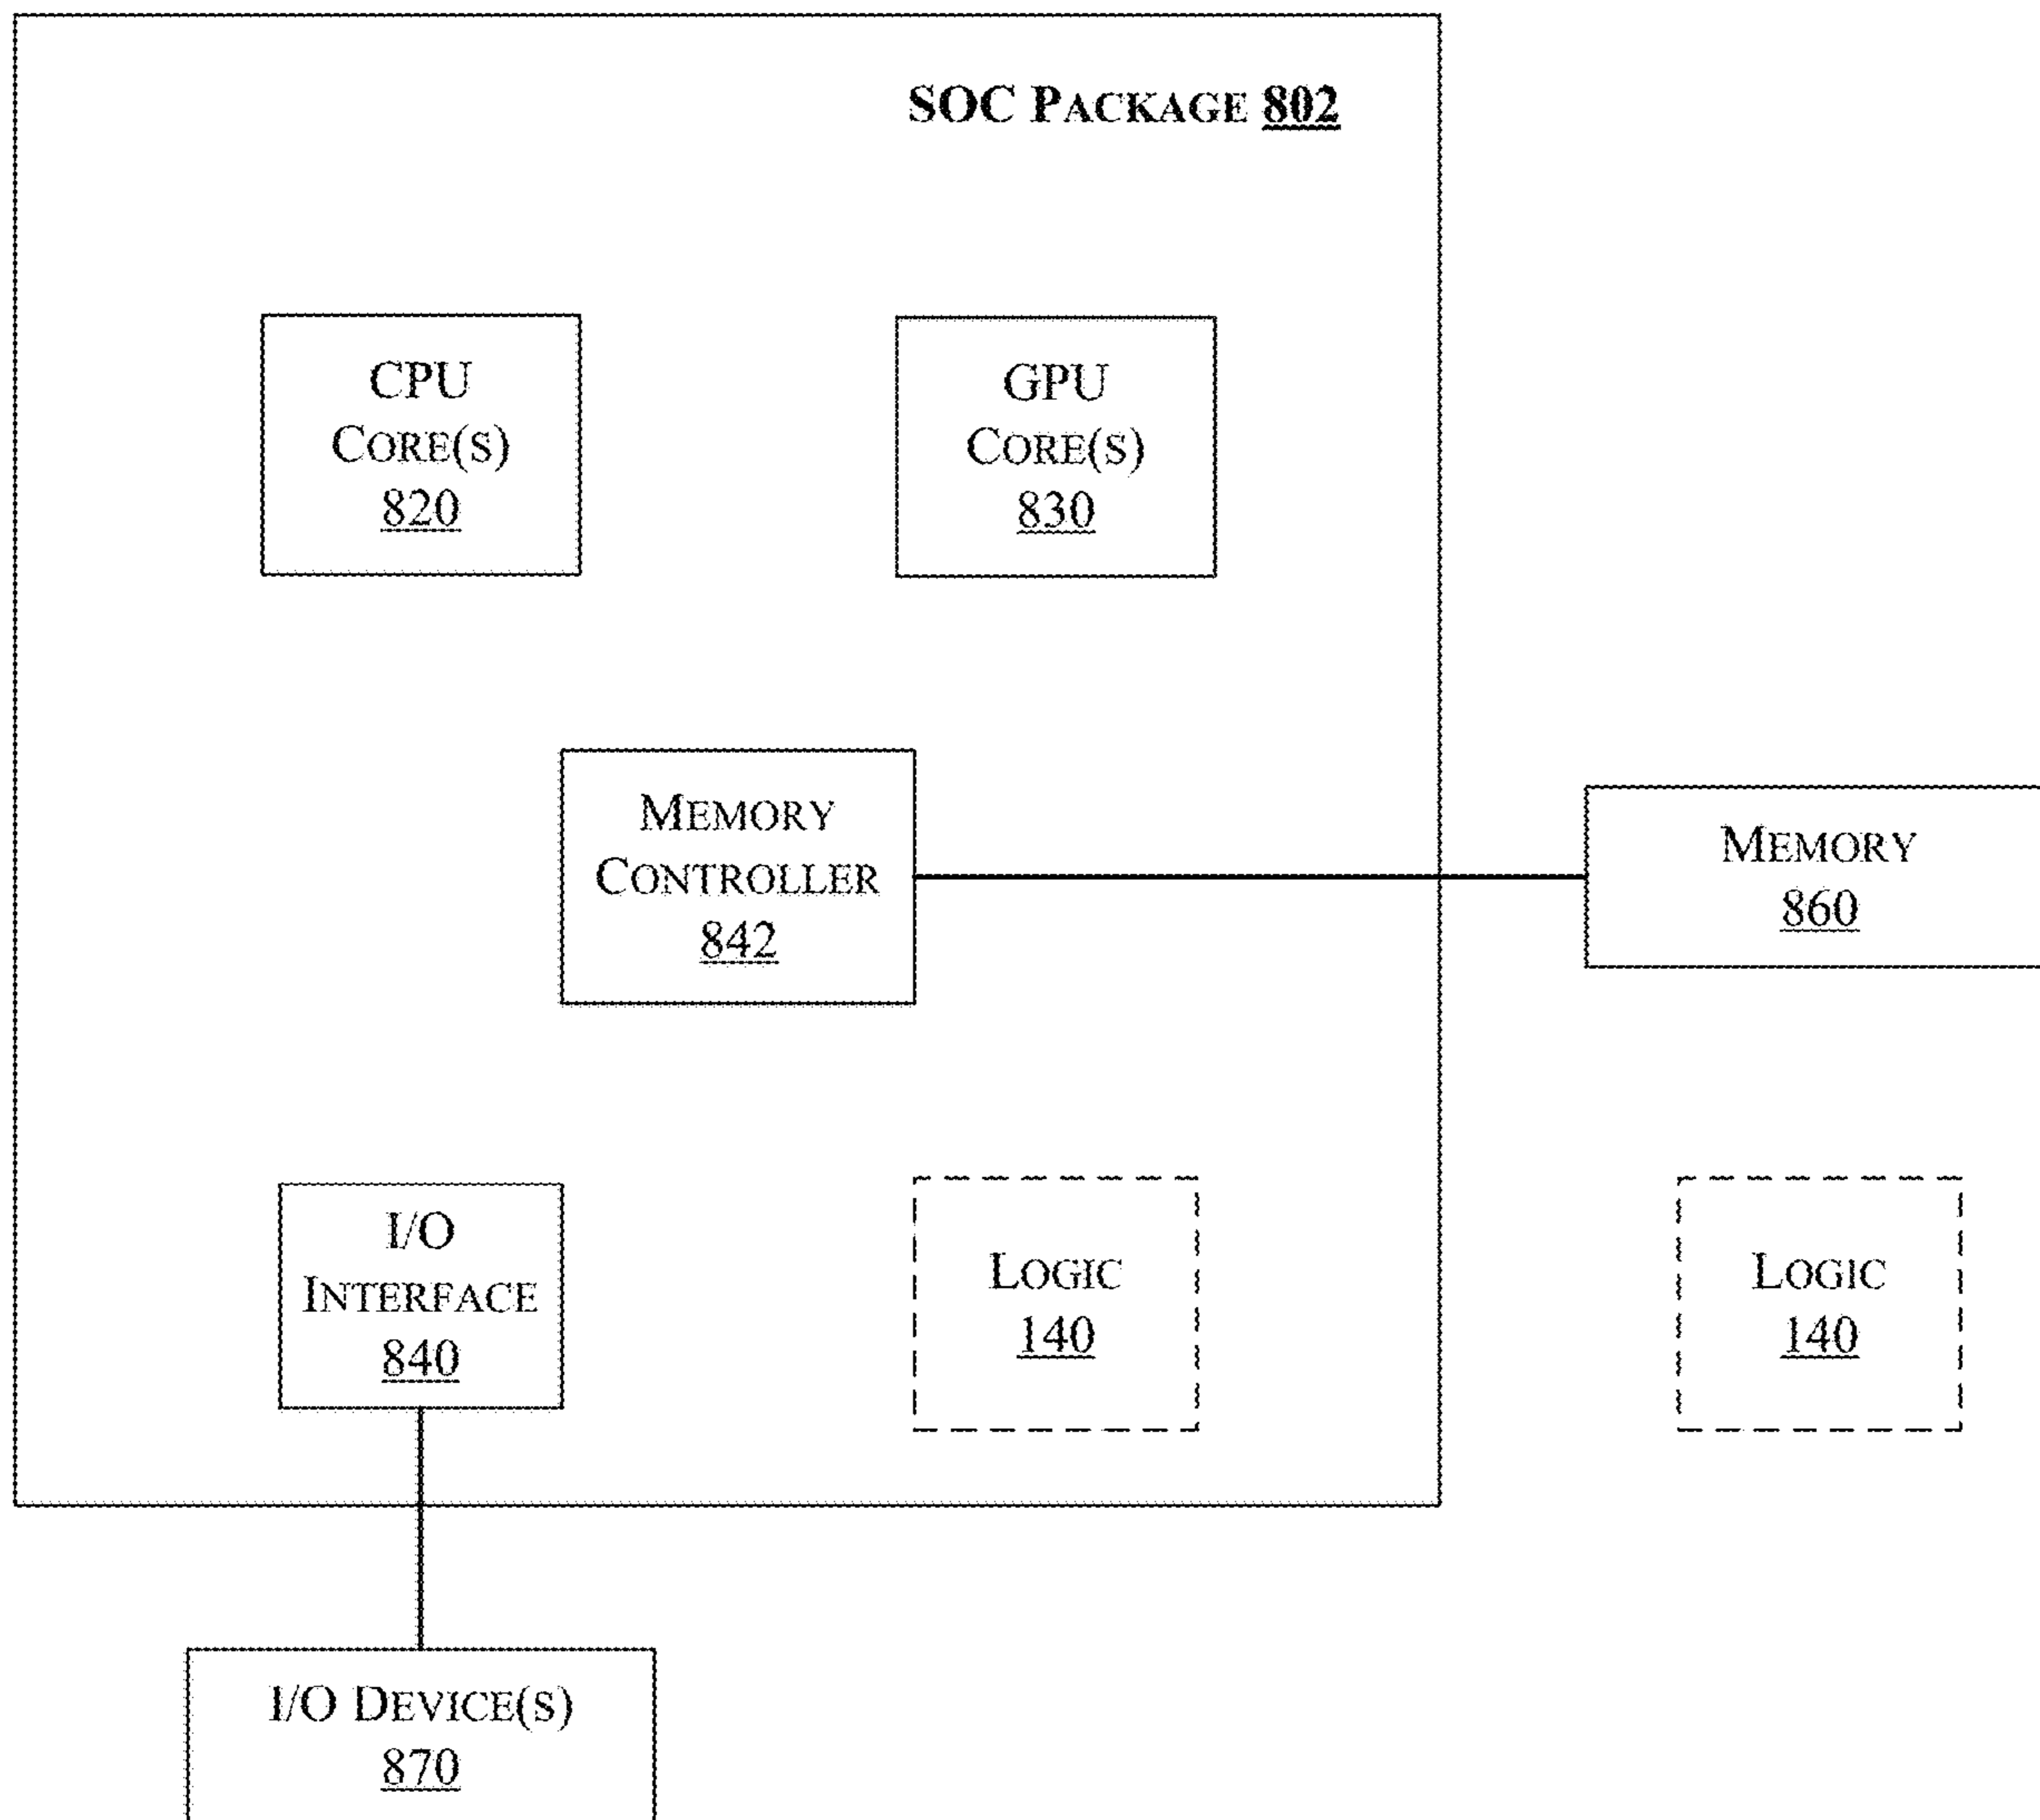 SOC PACKAGE 802
CPU
CORE(S)
820
GPU
CORE(S)
830
MEMORY
CONTROLLER
842
MEMORY
860
I/O
INTERFACE
840
LOGIC
140
LOGIC
140
I/O DEVICE(S)
870